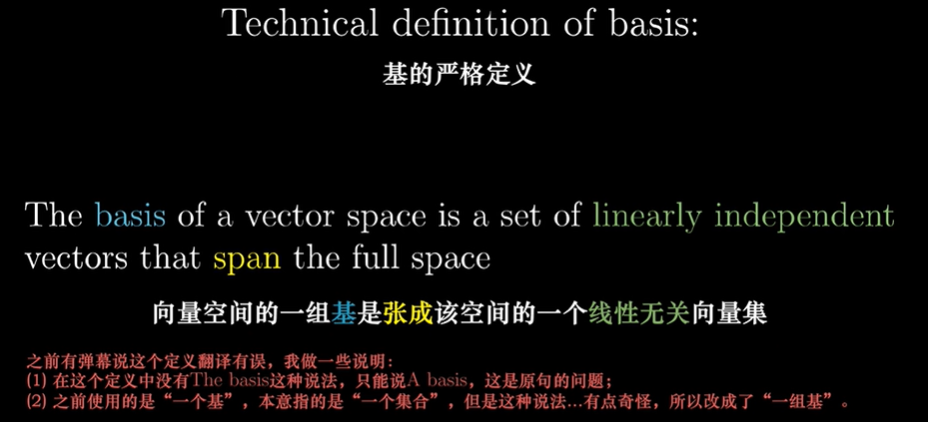 Technical definition of basis:
基的严格定义
The basis of a vector space is a set of linearly independent
vectors that span the full space
向量空间的一组基是张成该空间的一个线性无关向量集
之前有弹幕说这个定义翻译有误，我做一些说明：
(1) 在这个定义中没有The basis这种说法，只能说A basis，这是原句的问题；
(2) 之前使用的是“一个基”，本意指的是“一个集合”，但是这种说法...有点奇怪，所以改成了“一组基”。